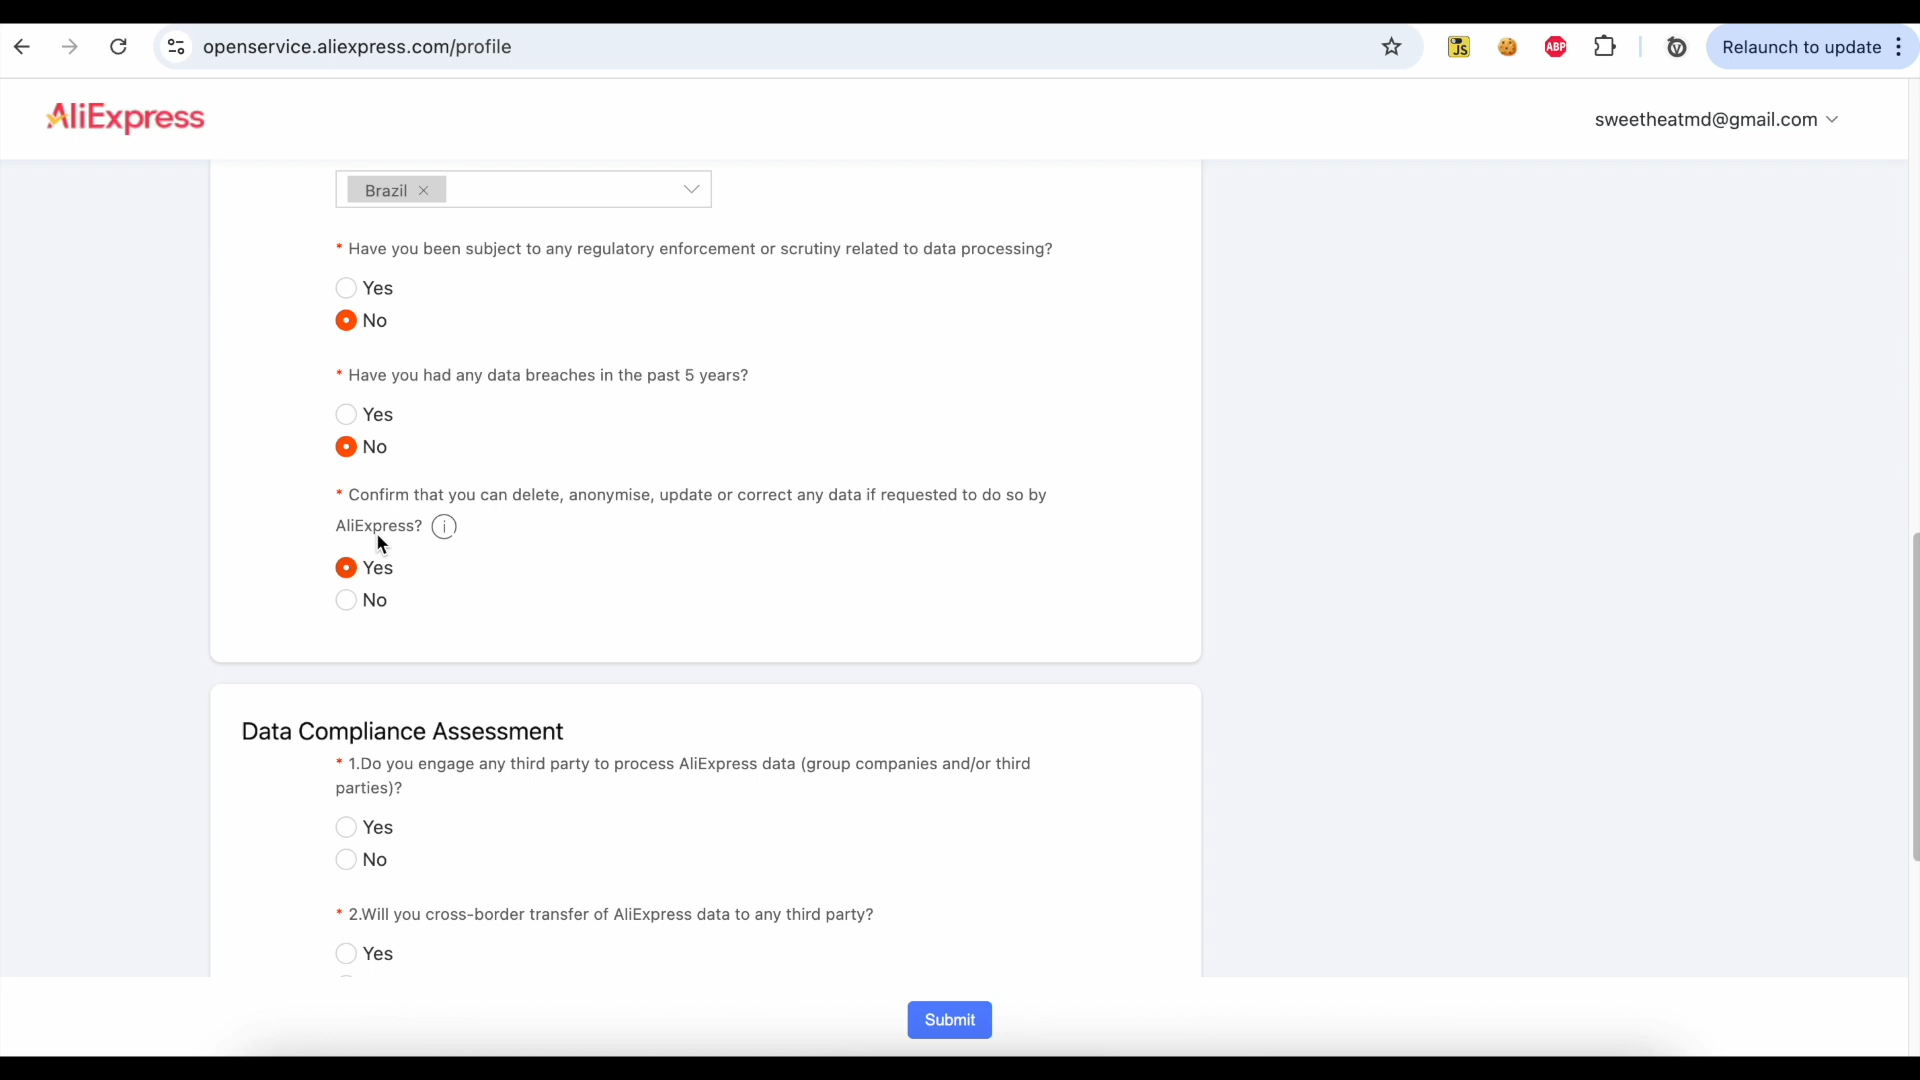 openservice.aliexpress.com/profile
JS
ABP
Relaunch to update
AliExpress
sweetheatmd@gmail.com
Brazil
* Have you been subject to any regulatory enforcement or scrutiny related to data processing?
Yes
No
* Have you had any data breaches in the past 5 years?
Yes
No
* Confirm that you can delete, anonymise, update or correct any data if requested to do so by
AliExpress? i
Yes
No
Data Compliance Assessment
* 1.Do you engage any third party to process AliExpress data (group companies and/or third
parties)?
Yes
No
* 2.Will you cross-border transfer of AliExpress data to any third party?
Yes
Submit